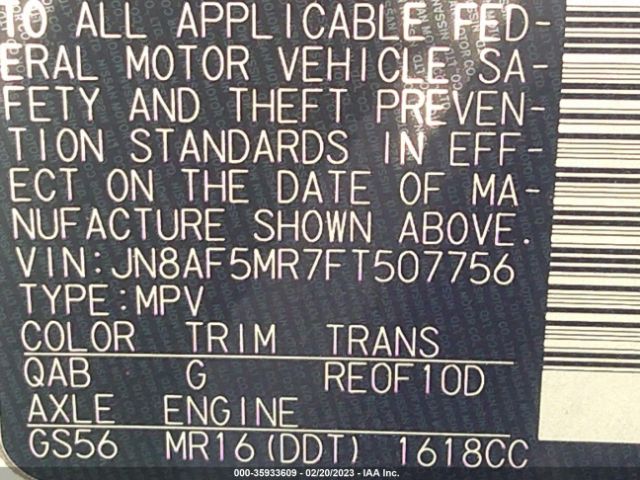 TO ALL APPLICABLE FED-
ERAL MOTOR VEHICLE SA-
FETY AND THEFT PREVEN-
TION STANDARDS IN EFF-
ECT ON THE DATE OF MA-
NUFACTURE SHOWN ABOVE.
VIN:JN8AF5MR7FT507756
TYPE:MPV
COLOR TRIM TRANS
QAB G RE0F10D
AXLE ENGINE
GS56 MR16(DDT) 1618CC
000-35933609 - 02/20/2023 - IAA Inc.